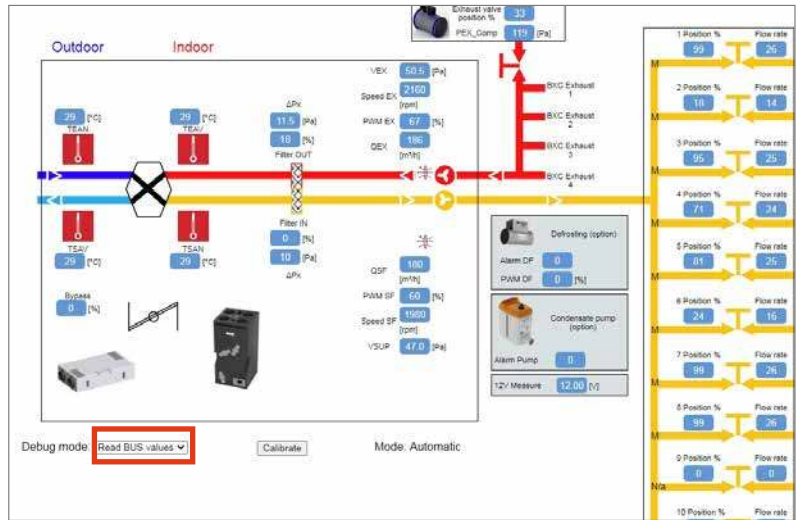 Exhaust valve
position %
33
PEX_Comp
119
[Pa]
Outdoor
Indoor
VEX
50.5
[Pa]
Speed EX
2160
[rpm]
PWM EX
67
[%]
QEX
186
[m³/h]
29
[°C]
TEAN
29
[°C]
TEAV
ΔPx
11.5
[Pa]
18
[%]
Filter OUT
BXC Exhaust
1
BXC Exhaust
2
BXC Exhaust
3
BXC Exhaust
4
TSAV
29
[°C]
TSAN
29
[°C]
Filter IN
0
[%]
10
[Pa]
ΔPx
QSF
180
[m³/h]
PWM SF
60
[%]
Speed SF
1980
[rpm]
VSUP
47.0
[Pa]
Bypass
0
[%]
Defrosting (option)
Alarm DF
0
PWM DF
0
[%]
Condensate pump
(option)
Alarm Pump
0
12V Measure
12.00
[V]
1 Position %
Flow rate
99
26
M
2 Position %
Flow rate
18
14
M
3 Position %
Flow rate
95
25
M
4 Position %
Flow rate
71
24
M
5 Position %
Flow rate
81
25
M
6 Position %
Flow rate
24
16
M
7 Position %
Flow rate
99
26
M
8 Position %
Flow rate
99
26
M
9 Position %
Flow rate
0
0
N/a
10 Position %
Flow rate
Debug mode:
Read BUS values
Calibrate
Mode: Automatic